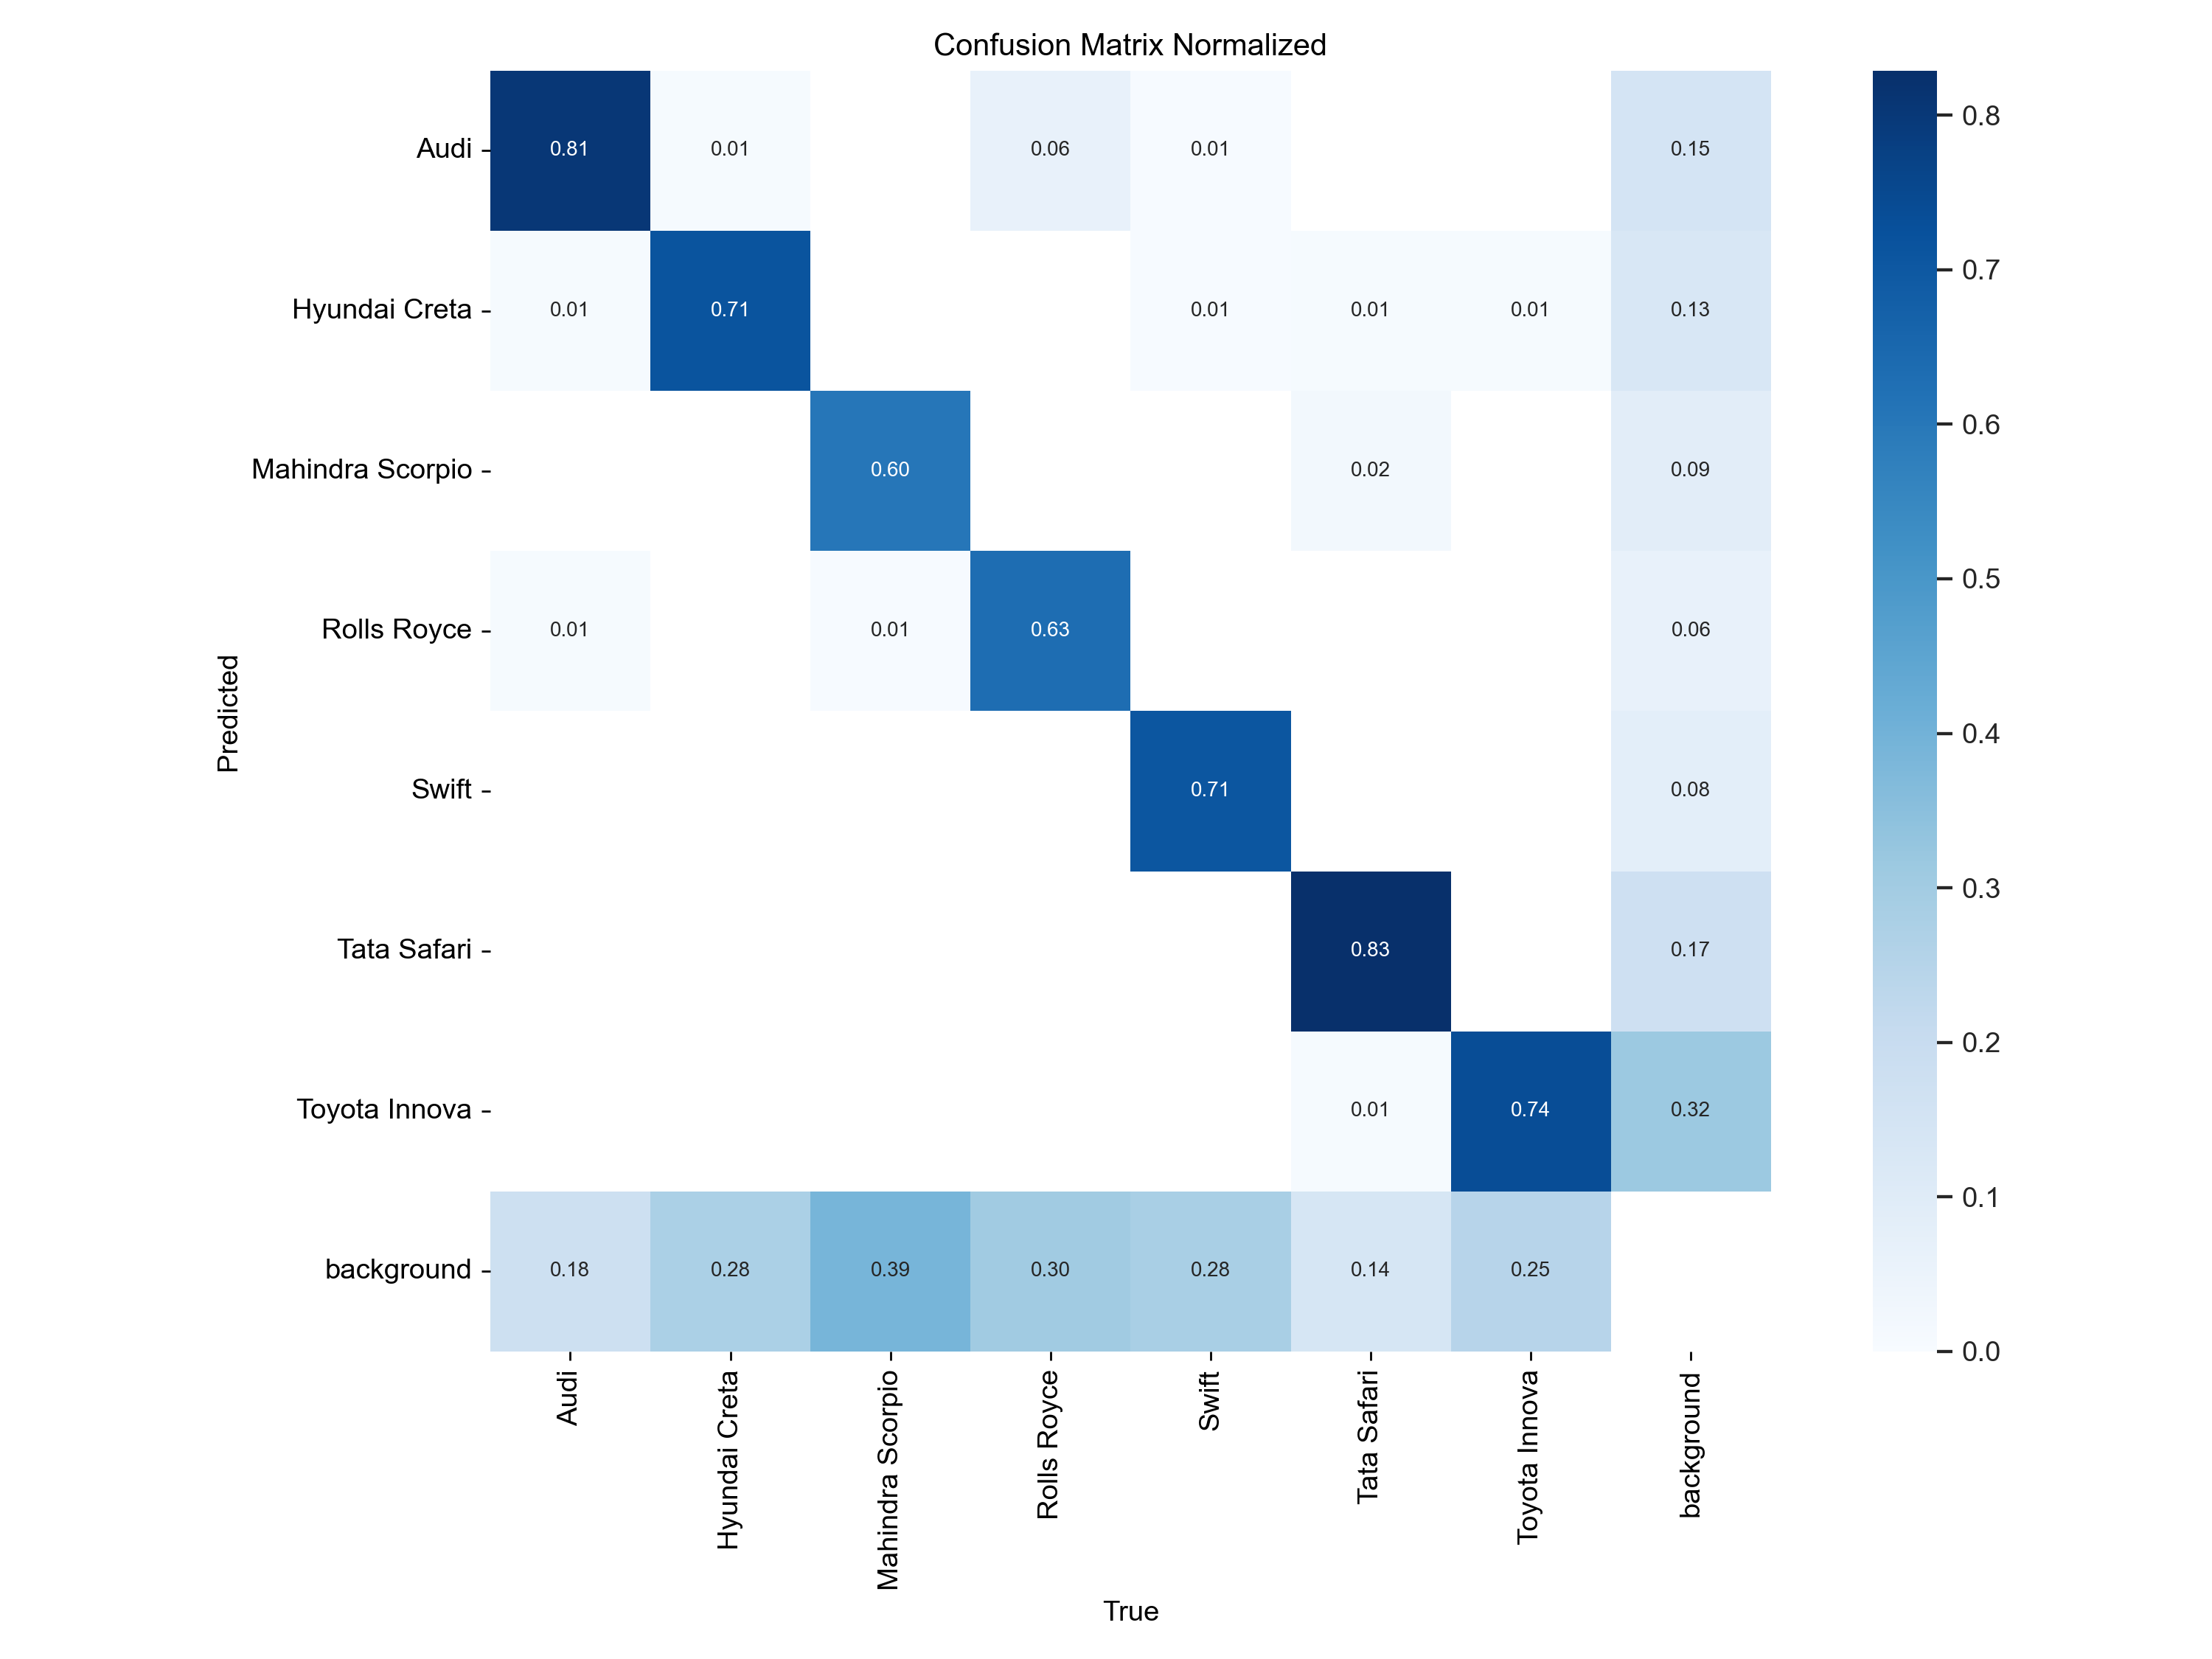 Confusion Matrix Normalized
Audi 0.81 0.01 0.06 0.01 0.15
Hyundai Creta 0.01 0.71 0.01 0.01 0.01 0.13
Mahindra Scorpio 0.60 0.02 0.09
Rolls Royce 0.01 0.01 0.63 0.06
Swift 0.71 0.08
Tata Safari 0.83 0.17
Toyota Innova 0.01 0.74 0.32
background 0.18 0.28 0.39 0.30 0.28 0.14 0.25
Predicted
Audi
Hyundai Creta
Mahindra Scorpio
Rolls Royce
Swift
Tata Safari
Toyota Innova
background
True
0.8
0.7
0.6
0.5
0.4
0.3
0.2
0.1
0.0